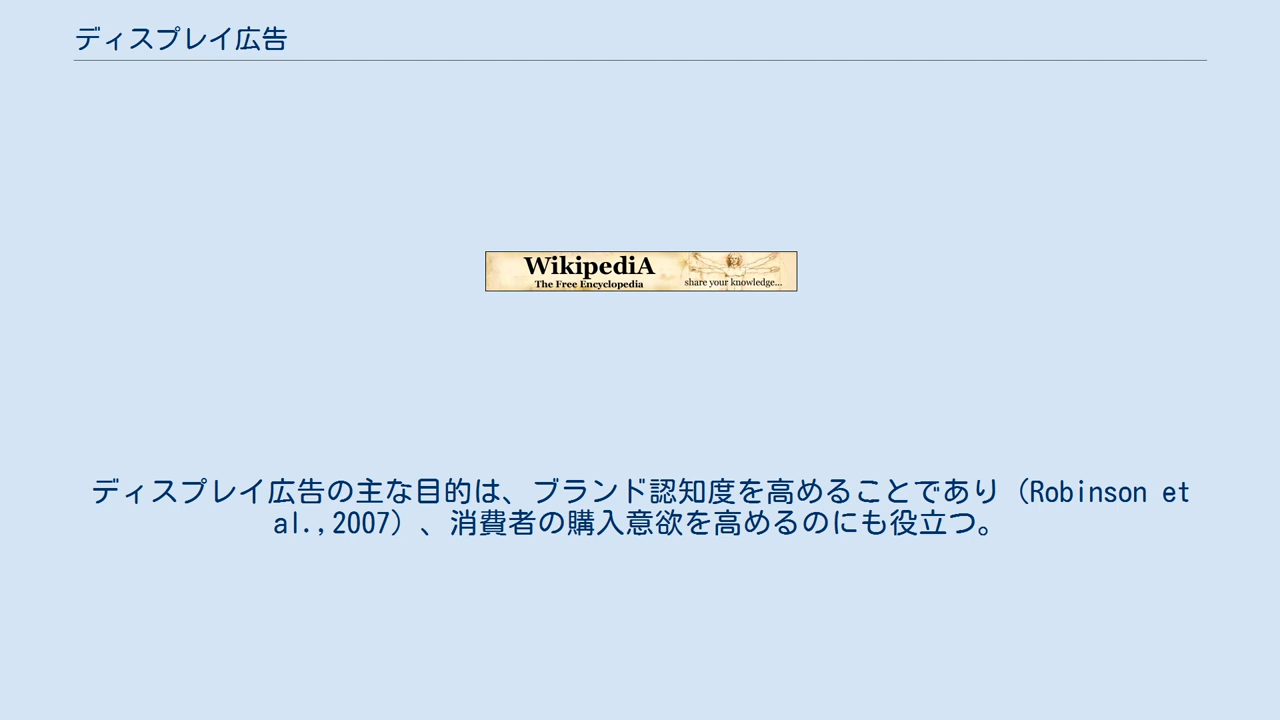 ディスプレイ広告
WikipediA
The Free Encyclopedia
share your knowledge...
ディスプレイ広告の主な目的は、ブランド認知度を高めることであり（Robinson et
al.,2007）、消費者の購入意欲を高めるのにも役立つ。